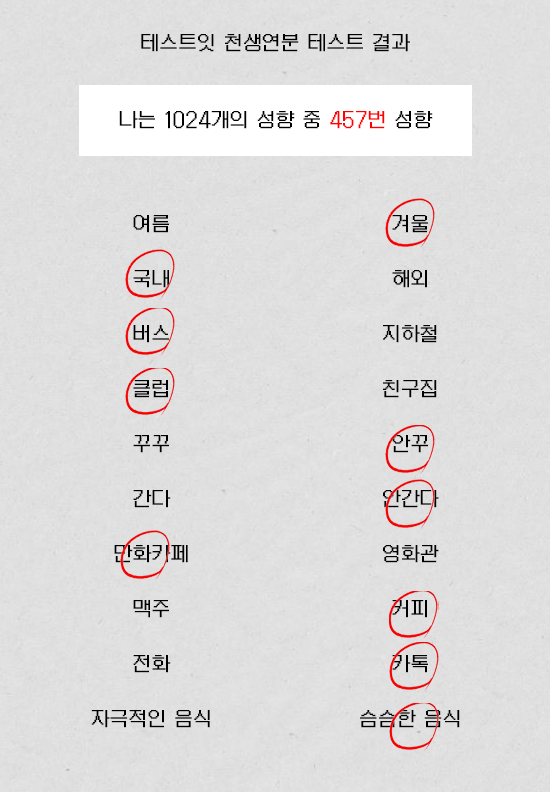 테스트잇 천생연분 테스트 결과
나는 1024개의 성향 중 457번 성향
여름 겨울
국내 해외
버스 지하철
클럽 친구집
꾸꾸 안꾸
간다 안간다
만화카페 영화관
맥주 커피
전화 카톡
자극적인 음식 슴슴한 음식